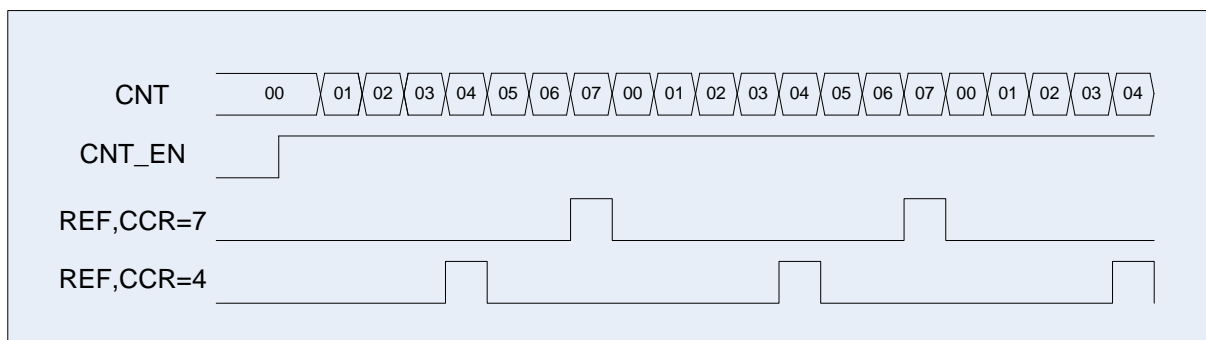 CNT 00 01 02 03 04 05 06 07 00 01 02 03 04 05 06 07 00 01 02 03 04
CNT_EN
REF,CCR=7
REF,CCR=4